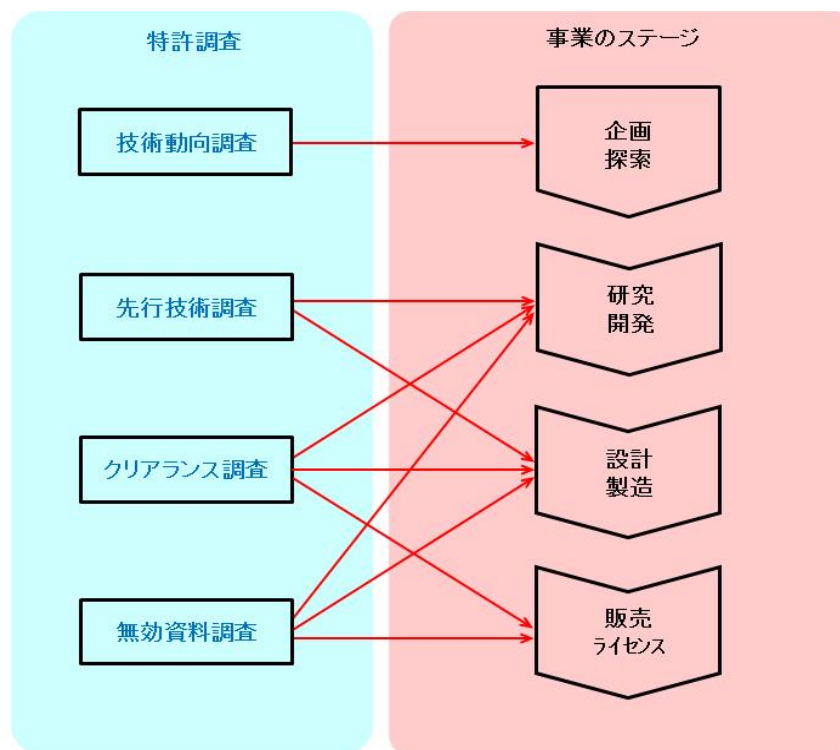 特許調査
事業のステージ
技術動向調査
企画
探索
先行技術調査
研究
開発
クリアランス調査
設計
製造
無効資料調査
販売
ライセンス